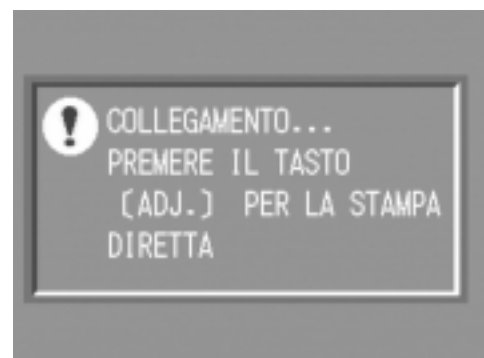 COLLEGAMENTO...
PREMERE IL TASTO
[ADJ.] PER LA STAMPA
DIRETTA